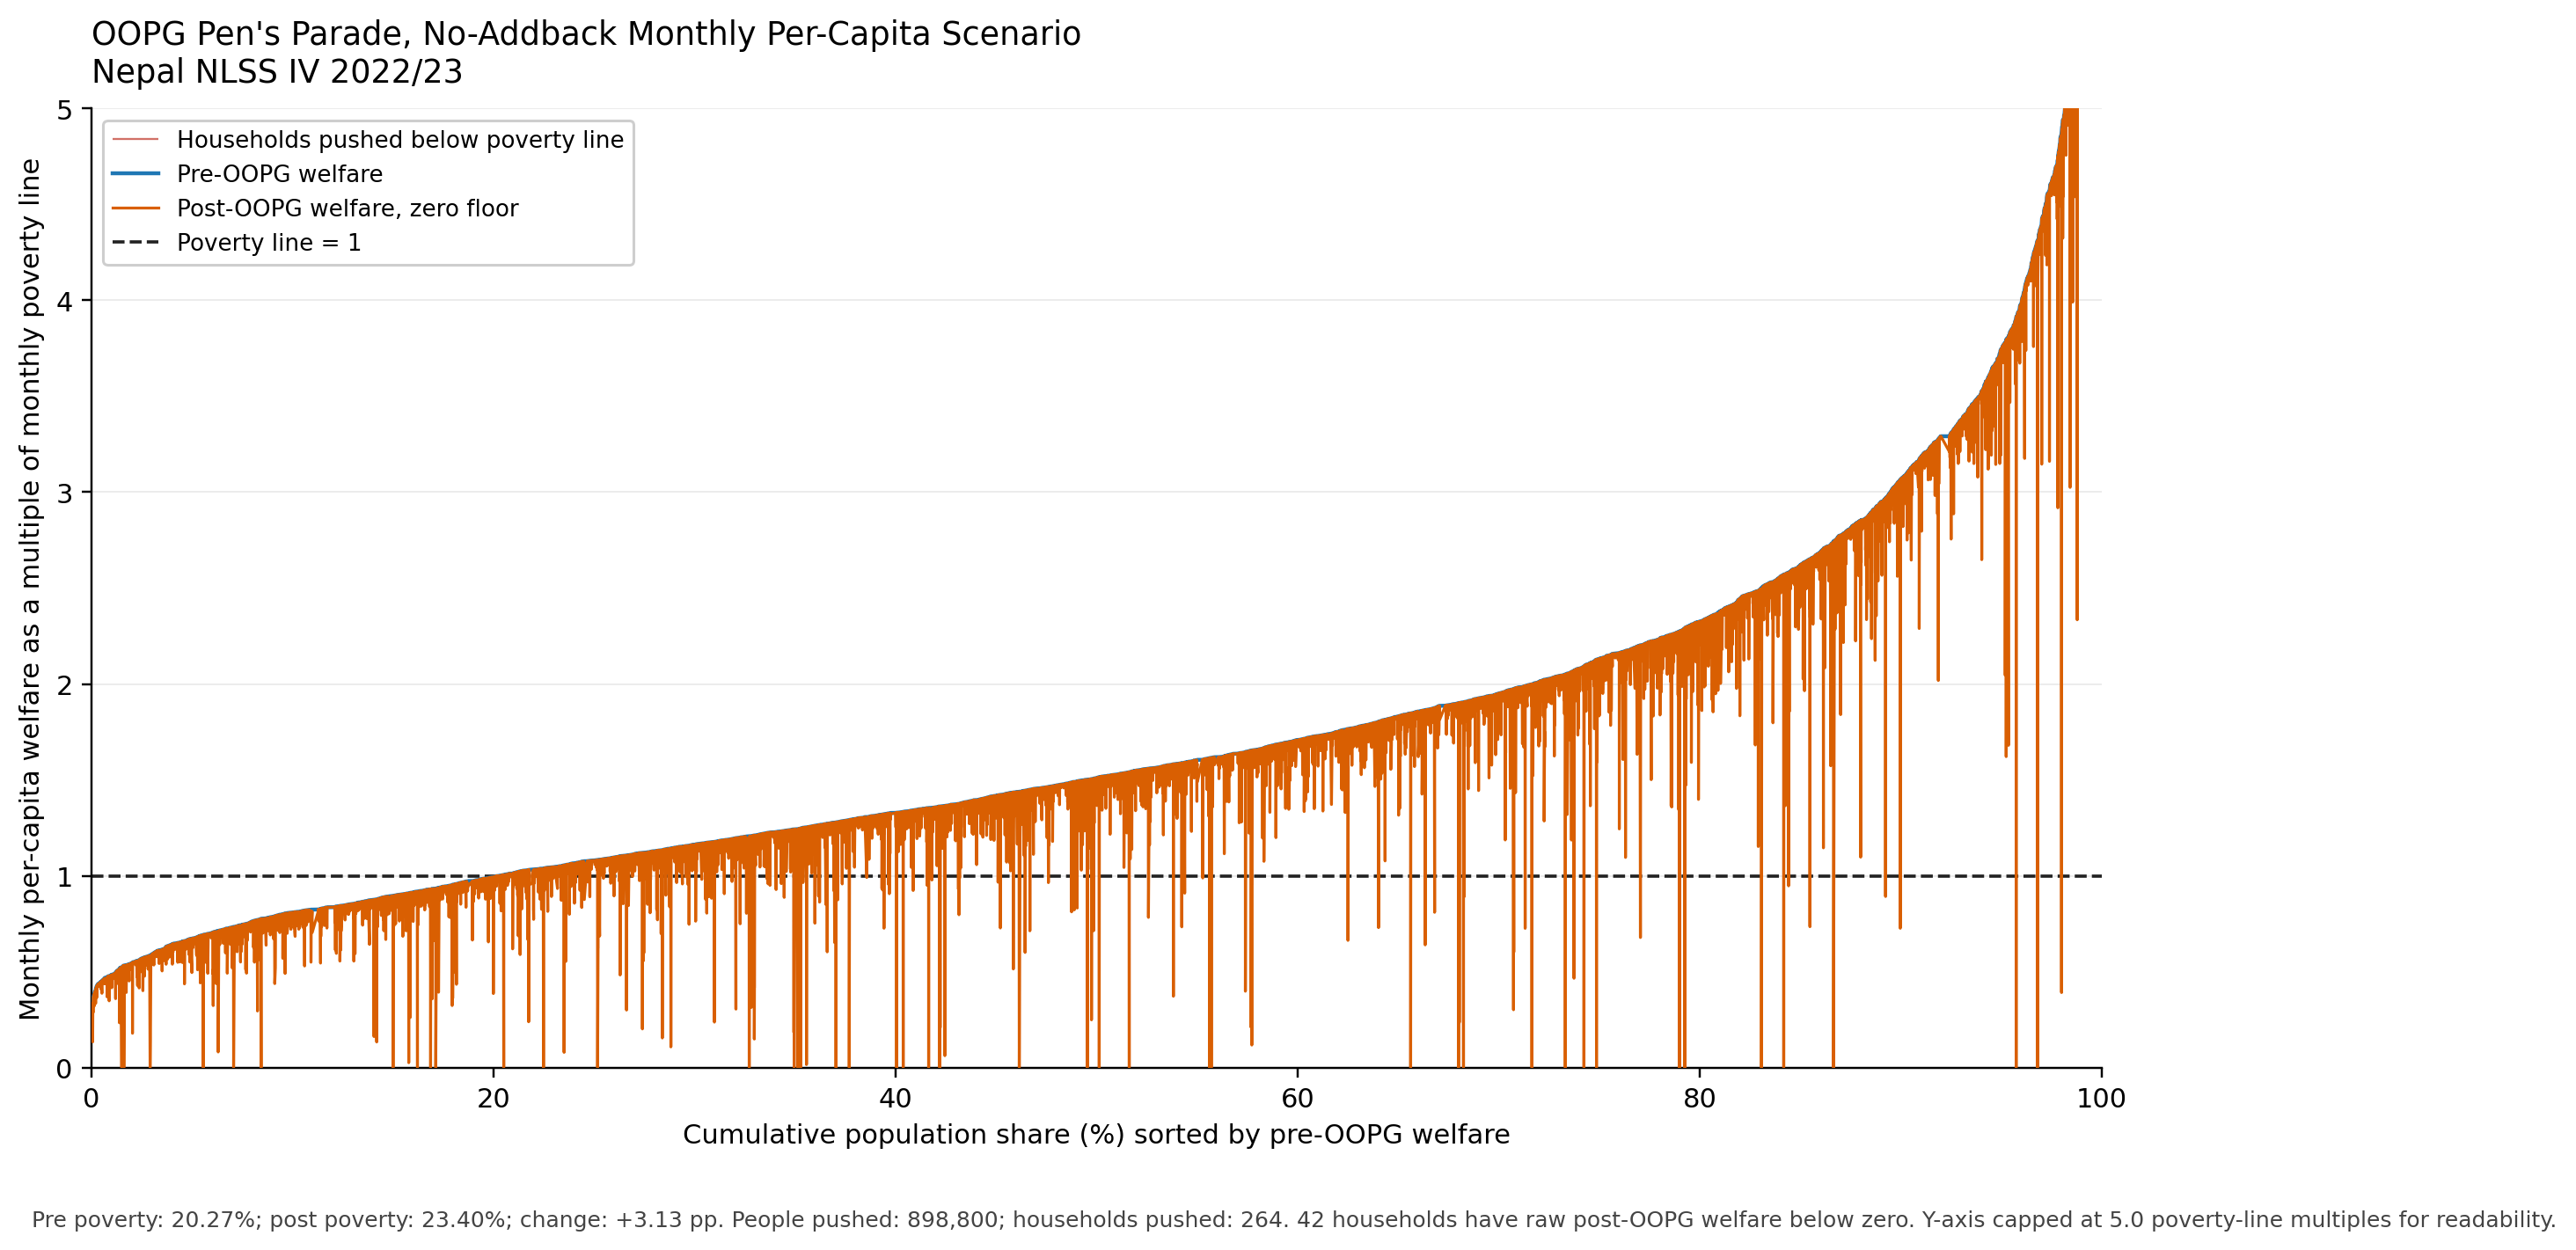 OOPG Pen's Parade, No-Addback Monthly Per-Capita Scenario
Nepal NLSS IV 2022/23
Households pushed below poverty line
Pre-OOPG welfare
Post-OOPG welfare, zero floor
Poverty line = 1
Monthly per-capita welfare as a multiple of monthly poverty line
5
4
3
2
1
0
0 20 40 60 80 100
Cumulative population share (%) sorted by pre-OOPG welfare
Pre poverty: 20.27%; post poverty: 23.40%; change: +3.13 pp. People pushed: 898,800; households pushed: 264. 42 households have raw post-OOPG welfare below zero. Y-axis capped at 5.0 poverty-line multiples for readability.